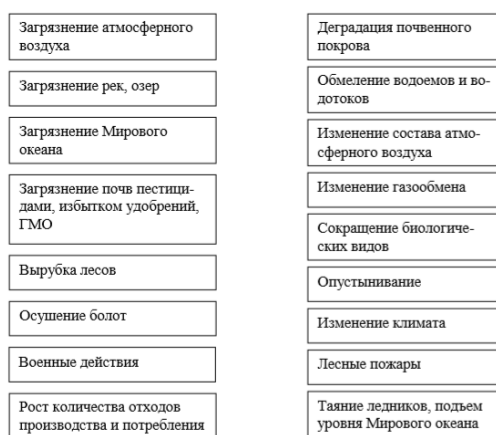 Загрязнение атмосферного
воздуха
Загрязнение рек, озер
Загрязнение Мирового
океана
Загрязнение почв пестици-
дами, избытком удобрений,
ГМО
Вырубка лесов
Осушение болот
Военные действия
Рост количества отходов
производства и потребления
Деградация почвенного
покрова
Обмеление водоемов и во-
дотоков
Изменение состава атмо-
сферного воздуха
Изменение газообмена
Сокращение биологиче-
ских видов
Опустынивание
Изменение климата
Лесные пожары
Таяние ледников, подъем
уровня Мирового океана